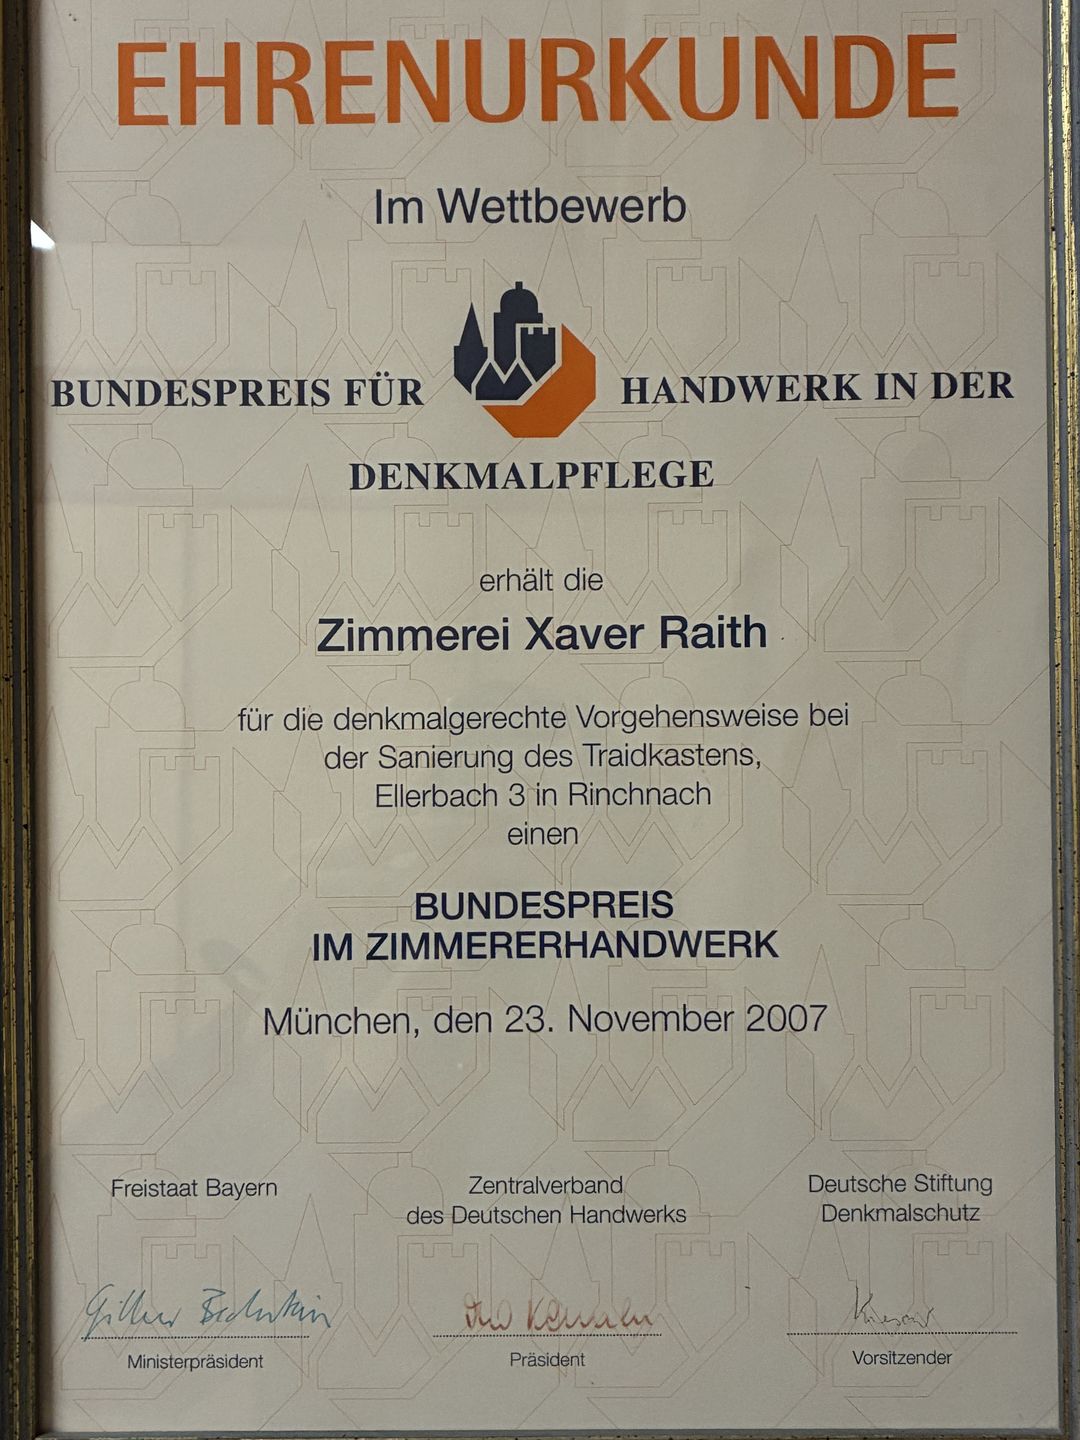 EHRENURKUNDE
Im Wettbewerb
BUNDESPREIS FÜR HANDWERK IN DER
DENKMALPFLEGE
erhält die
Zimmerei Xaver Raith
für die denkmalgerechte Vorgehensweise bei
der Sanierung des Traidkastens,
Ellerbach 3 in Rinchnach
einen
BUNDESPREIS
IM ZIMMERERHANDWERK
München, den 23. November 2007
Freistaat Bayern
Zentralverband
des Deutschen Handwerks
Deutsche Stiftung
Denkmalschutz
Ministerpräsident
Präsident
Vorsitzender